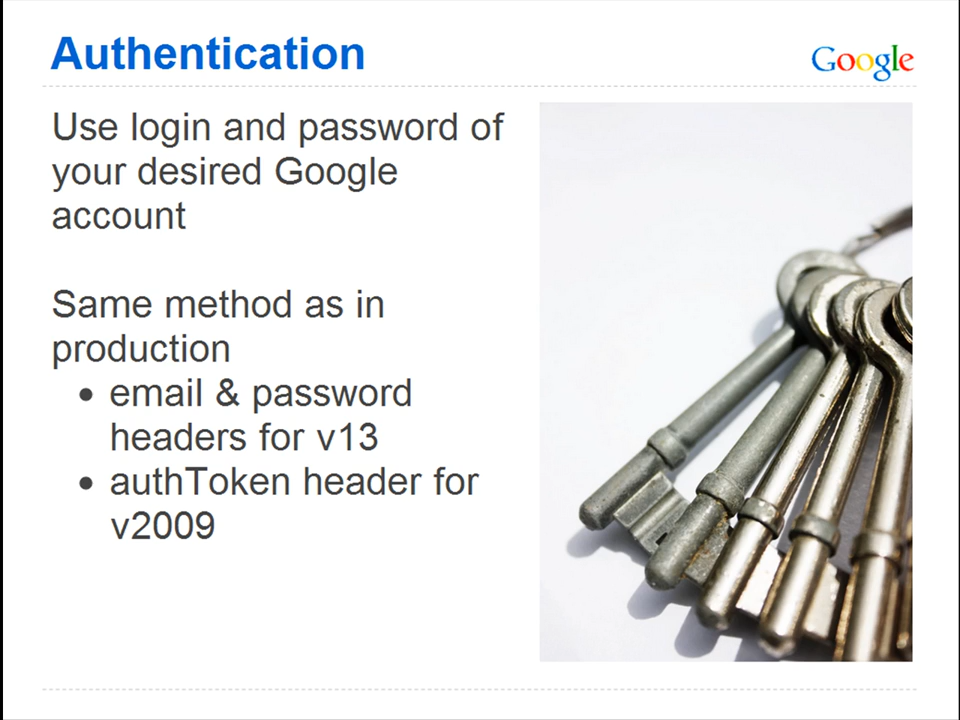 Authentication
Google
Use login and password of
your desired Google
account
Same method as in
production
• email & password
headers for v13
• authToken header for
v2009